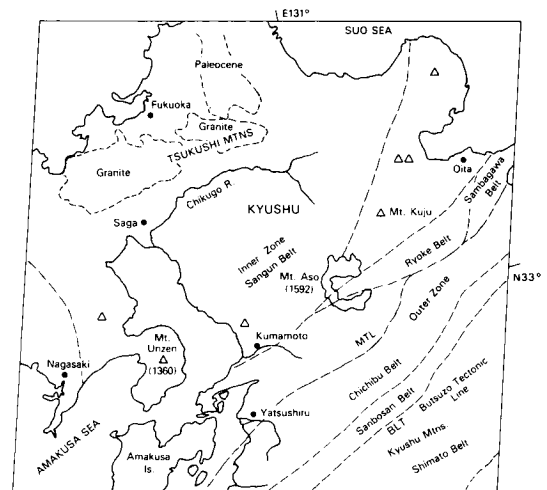 E131°
SUO SEA
Paleocene
Fukuoka
Granite
TSUKUSHI MTNS
Granite
Oita
Sambagawa
Belt
Chikugo R.
KYUSHU
Mt. Kuju
Saga
Inner Zone
Sangun Belt
Ryoke Belt
Mt. Aso
(1592)
Outer Zone
N33°
Mt.
Unzen
(1360)
Kumamoto
MTL
Nagasaki
Chichibu Belt
Sanbosan Belt
BLT
Butsuzo Tectonic
Line
Yatsushiru
Kyushu Mtns.
AMAKUSA SEA
Amakusa
Is.
Shimato Belt